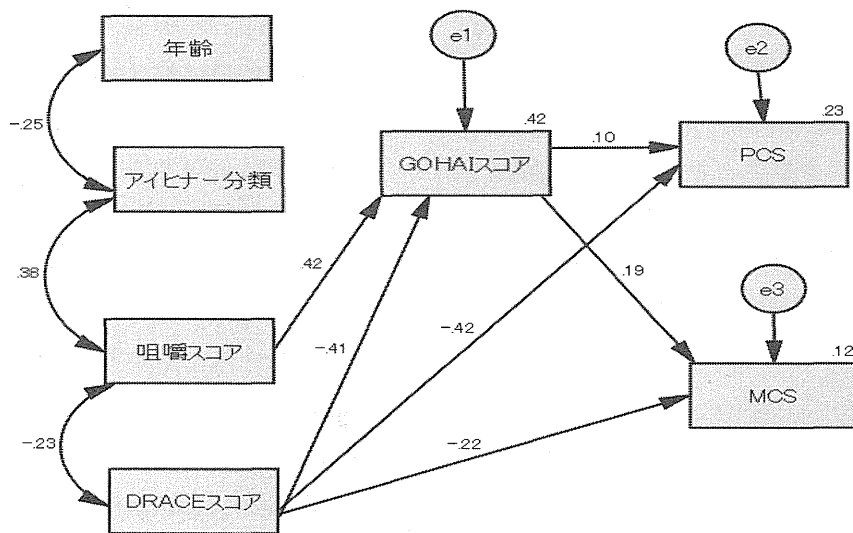 年齢
e1
e2
-.25
.42
.23
GOHAIスコア
.10
PCS
アイヒナー分類
.38
.42
.19
e3
咀嚼スコア
-.41
-.42
.12
MCS
-.23
-.22
DRACEスコア